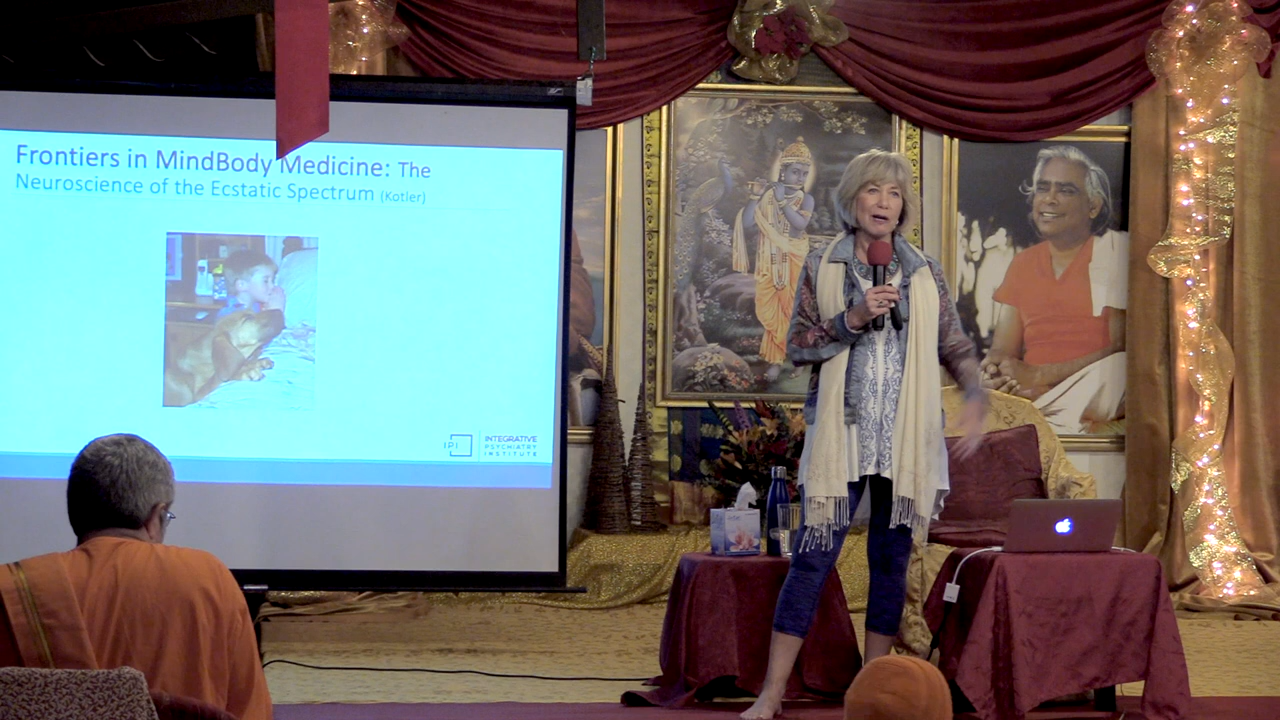 Frontiers in MindBody Medicine: The
Neuroscience of the Ecstatic Spectrum (Kotler)
IPI
INTEGRATIVE
PSYCHIATRY
INSTITUTE